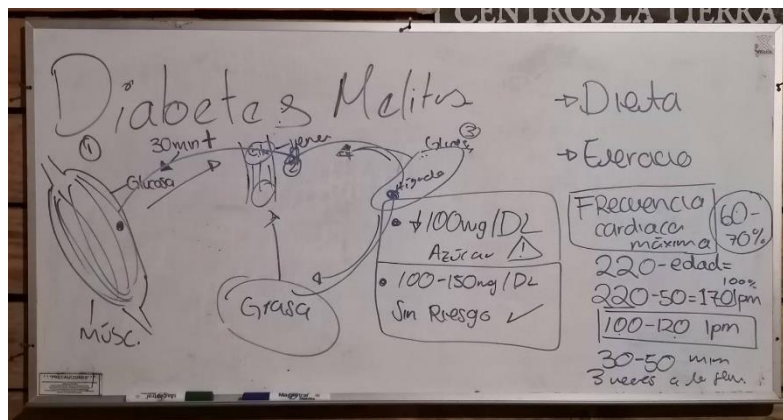 CENTROS LA TIERRA
Diabetes Melitus
①
30mn+
Glucosa
Músc.
②
Grasa
③
Hígado
↓100mg/DL
Azúcar
100-150mg/DL
Sin Riesgo ✓
→Dieta
→Ejercicio
Frecuencia
cardiaca
máxima
60-
70%
220-edad=
100%
220-50=170lpm
100-120 lpm
30-50 min
3 veces a la sem.